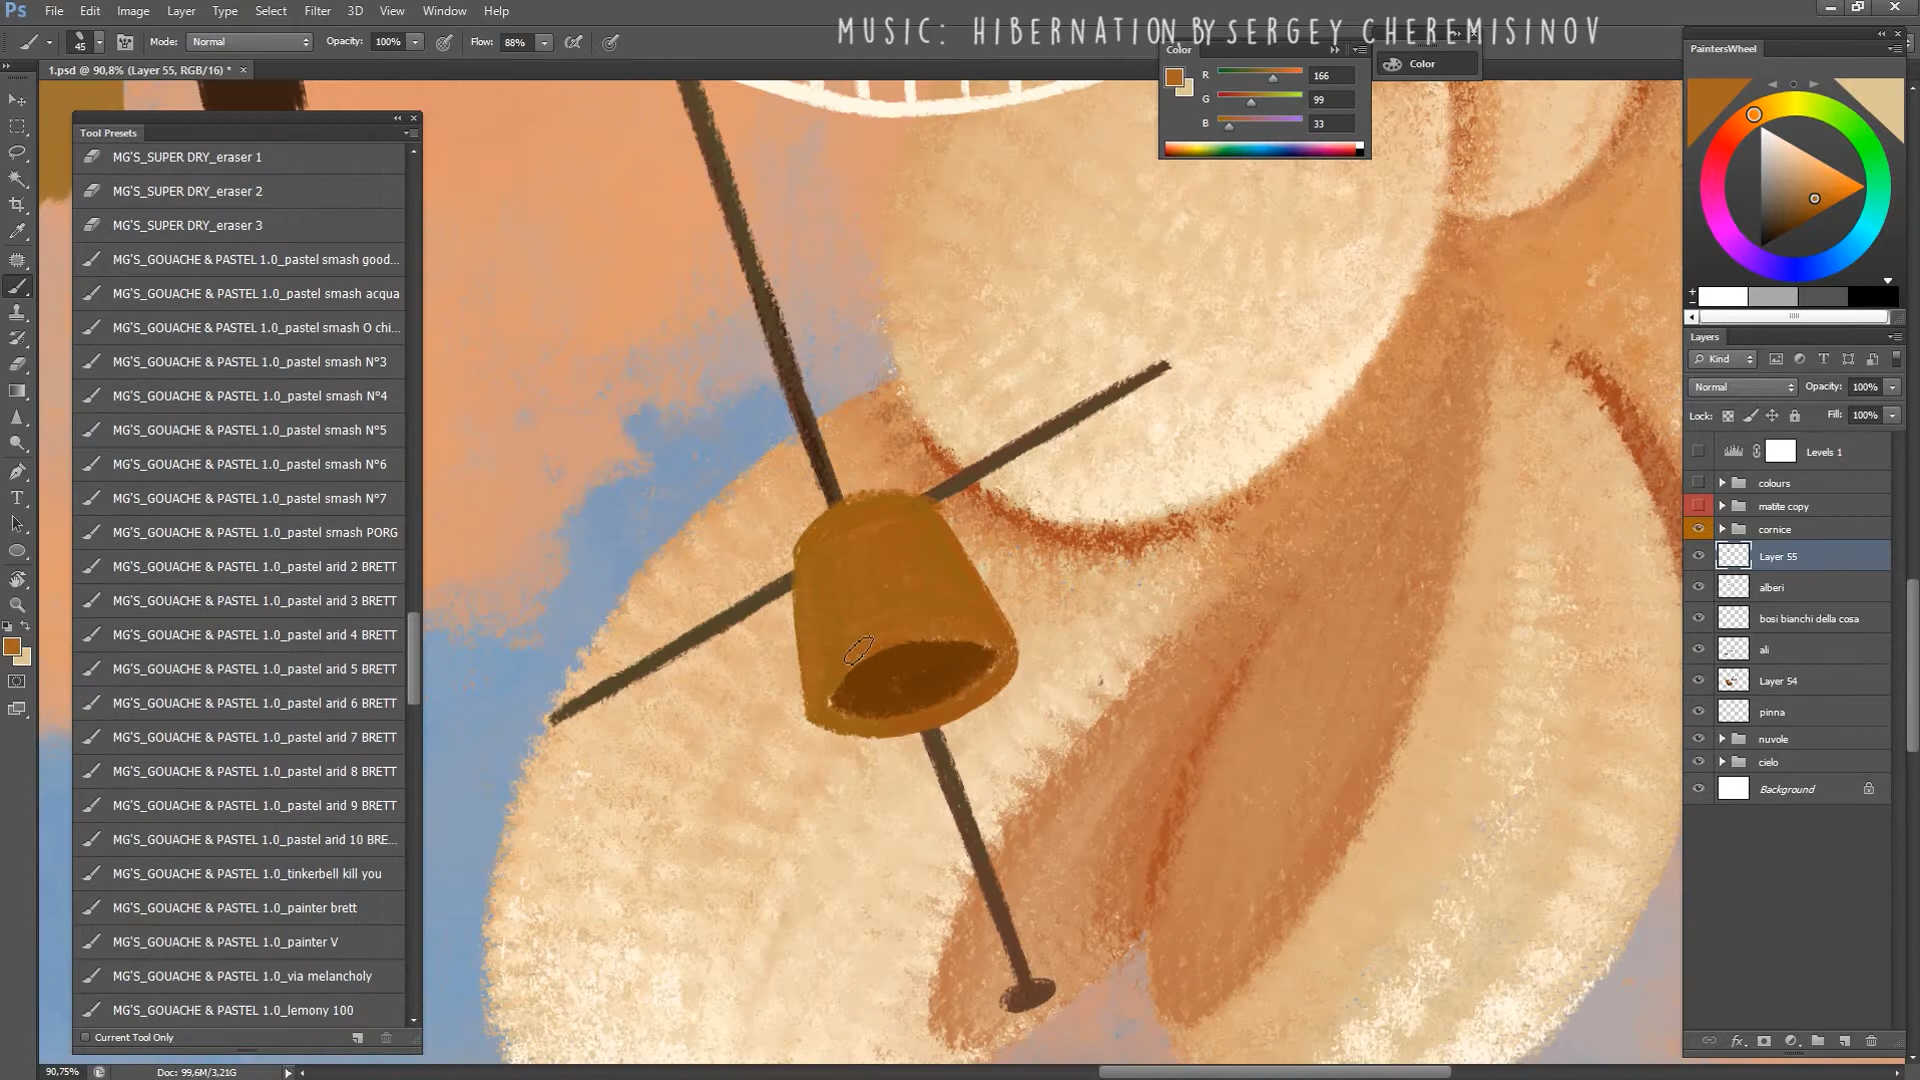 Ps File Edit Image Layer Type Select Filter 3D View Window Help
MUSIC: HIBERNATION BY SERGEY CHEREMISINOV
45 Mode: Normal Opacity: 100% Flow: 88%
1.psd @ 90,8% (Layer 55, RGB/16) *
Tool Presets
MG'S_SUPER DRY_eraser 1
MG'S_SUPER DRY_eraser 2
MG'S_SUPER DRY_eraser 3
MG'S_GOUACHE & PASTEL 1.0_pastel smash good...
MG'S_GOUACHE & PASTEL 1.0_pastel smash acqua
MG'S_GOUACHE & PASTEL 1.0_pastel smash O chi...
MG'S_GOUACHE & PASTEL 1.0_pastel smash N°3
MG'S_GOUACHE & PASTEL 1.0_pastel smash N°4
MG'S_GOUACHE & PASTEL 1.0_pastel smash N°5
MG'S_GOUACHE & PASTEL 1.0_pastel smash N°6
MG'S_GOUACHE & PASTEL 1.0_pastel smash N°7
MG'S_GOUACHE & PASTEL 1.0_pastel smash PORG
MG'S_GOUACHE & PASTEL 1.0_pastel arid 2 BRETT
MG'S_GOUACHE & PASTEL 1.0_pastel arid 3 BRETT
MG'S_GOUACHE & PASTEL 1.0_pastel arid 4 BRETT
MG'S_GOUACHE & PASTEL 1.0_pastel arid 5 BRETT
MG'S_GOUACHE & PASTEL 1.0_pastel arid 6 BRETT
MG'S_GOUACHE & PASTEL 1.0_pastel arid 7 BRETT
MG'S_GOUACHE & PASTEL 1.0_pastel arid 8 BRETT
MG'S_GOUACHE & PASTEL 1.0_pastel arid 9 BRETT
MG'S_GOUACHE & PASTEL 1.0_pastel arid 10 BRE...
MG'S_GOUACHE & PASTEL 1.0_tinkerbell kill you
MG'S_GOUACHE & PASTEL 1.0_painter brett
MG'S_GOUACHE & PASTEL 1.0_painter V
MG'S_GOUACHE & PASTEL 1.0_via melancholy
MG'S_GOUACHE & PASTEL 1.0_lemony 100
Current Tool Only
Color
R 166
G 99
B 33
Color
PaintersWheel
Layers
Kind
Normal Opacity: 100%
Lock: Fill: 100%
Levels 1
colours
matite copy
cornice
Layer 55
alberi
bosi bianchi della cosa
ali
Layer 54
pinna
nuvole
cielo
Background
90,75% Doc: 99,6M/3,21G